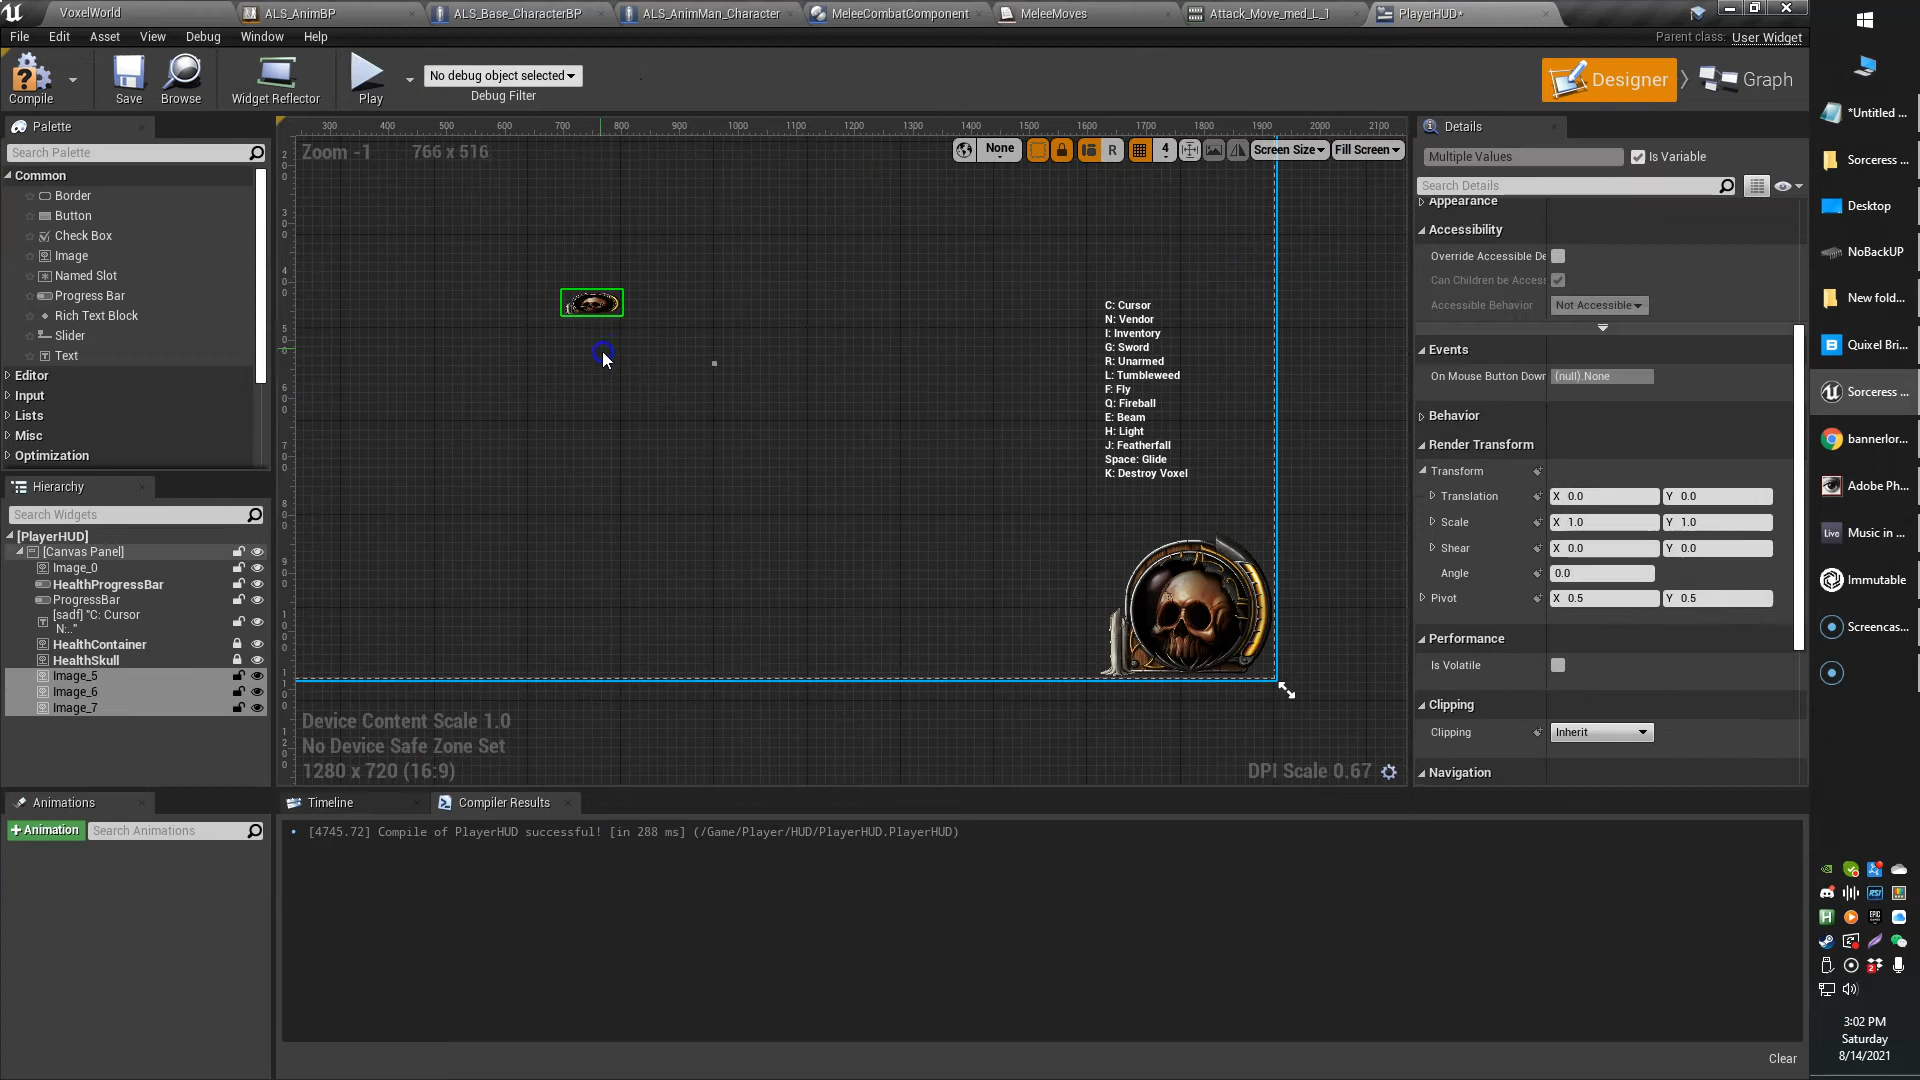 VoxelWorld
ALS_AnimBP
ALS_Base_CharacterBP
ALS_AnimMan_Character
MeleeCombatComponent
MeleeMoves
Attack_Move_med_L_1
PlayerHUD*
File
Edit
Asset
View
Debug
Window
Help
Parent class: User Widget
Compile
Save
Browse
Widget Reflector
Play
No debug object selected
Debug Filter
Designer
Graph
Palette
Search Palette
Common
Border
Button
Check Box
Image
Named Slot
Progress Bar
Rich Text Block
Slider
Text
Editor
Input
Lists
Misc
Optimization
Hierarchy
Search Widgets
[PlayerHUD]
[Canvas Panel]
Image_0
HealthProgressBar
ProgressBar
[sadf] "C: Cursor
N:.."
HealthContainer
HealthSkull
Image_5
Image_6
Image_7
Animations
+ Animation
Search Animations
300 400 500 600 700 800 900 1000 1100 1200 1300 1400 1500 1600 1700 1800 1900 2000 2100
Zoom -1
766 x 516
None
R
4
Screen Size
Fill Screen
C: Cursor
N: Vendor
I: Inventory
G: Sword
R: Unarmed
L: Tumbleweed
F: Fly
Q: Fireball
E: Beam
H: Light
J: Featherfall
Space: Glide
K: Destroy Voxel
Device Content Scale 1.0
No Device Safe Zone Set
1280 x 720 (16:9)
DPI Scale 0.67
Timeline
Compiler Results
[4745.72] Compile of PlayerHUD successful! [in 288 ms] (/Game/Player/HUD/PlayerHUD.PlayerHUD)
Clear
Details
Multiple Values
Is Variable
Search Details
Appearance
Accessibility
Override Accessible De
Can Children be Access
Accessible Behavior
Not Accessible
Events
On Mouse Button Down
(null).None
Behavior
Render Transform
Transform
Translation X 0.0 Y 0.0
Scale X 1.0 Y 1.0
Shear X 0.0 Y 0.0
Angle 0.0
Pivot X 0.5 Y 0.5
Performance
Is Volatile
Clipping
Clipping Inherit
Navigation
*Untitled ...
Sorceress ...
Desktop
NoBackUP
New fold...
Quixel Bri...
Sorceress ...
bannerlor...
Adobe Ph...
Music in ...
Immutable
Screencas...
3:02 PM
Saturday
8/14/2021